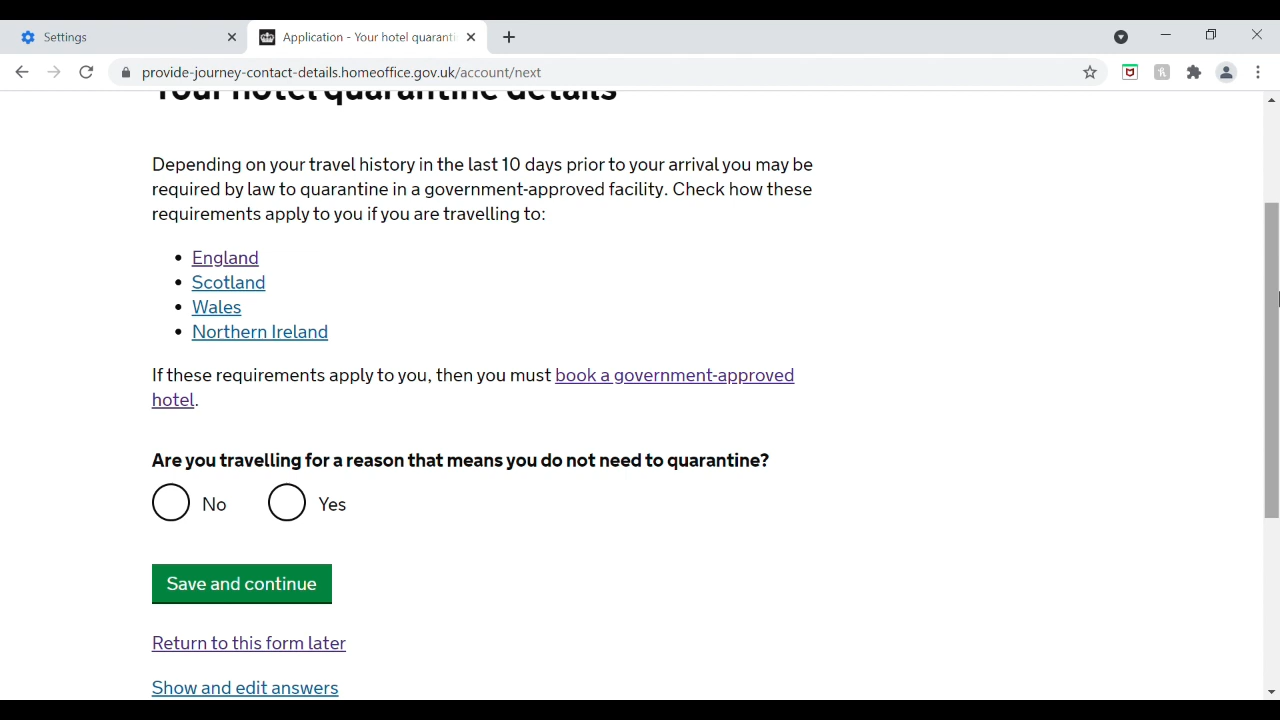 Settings
Application - Your hotel quaranti
provide-journey-contact-details.homeoffice.gov.uk/account/next
Your hotel quarantine details
Depending on your travel history in the last 10 days prior to your arrival you may be
required by law to quarantine in a government-approved facility. Check how these
requirements apply to you if you are travelling to:
• England
• Scotland
• Wales
• Northern Ireland
If these requirements apply to you, then you must book a government-approved
hotel.
Are you travelling for a reason that means you do not need to quarantine?
No Yes
Save and continue
Return to this form later
Show and edit answers